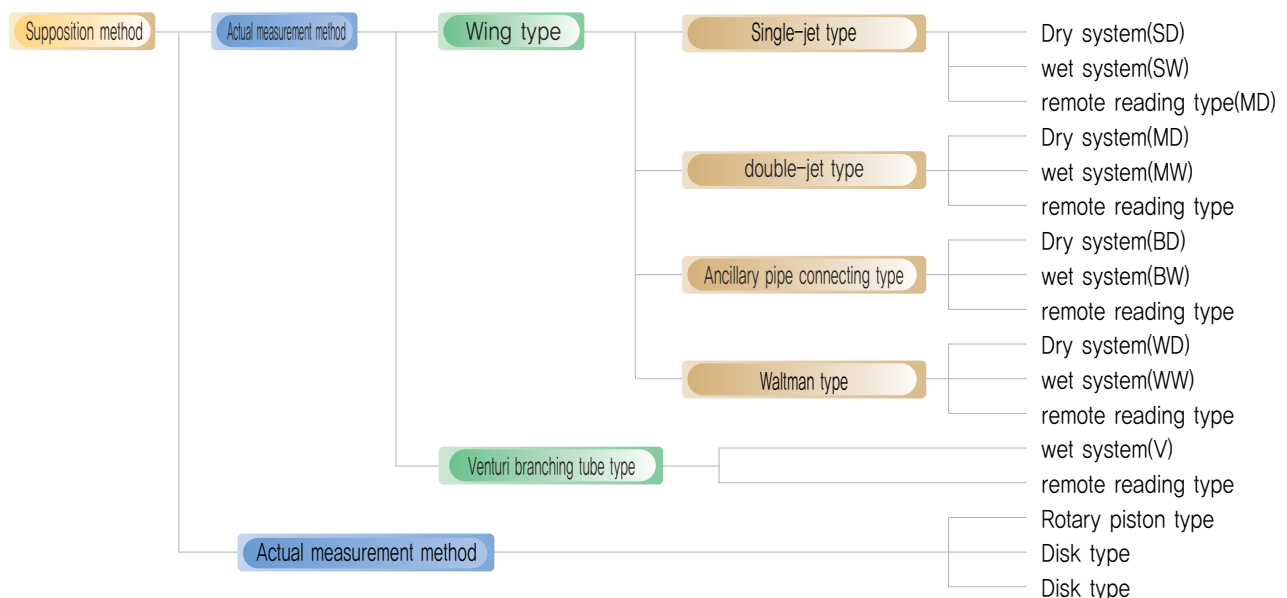 Supposition method
Actual measurement method
Wing type
Single-jet type
Dry system(SD)
wet system(SW)
remote reading type(MD)
double-jet type
Dry system(MD)
wet system(MW)
remote reading type
Ancillary pipe connecting type
Dry system(BD)
wet system(BW)
remote reading type
Waltman type
Dry system(WD)
wet system(WW)
remote reading type
Venturi branching tube type
wet system(V)
remote reading type
Actual measurement method
Rotary piston type
Disk type
Disk type